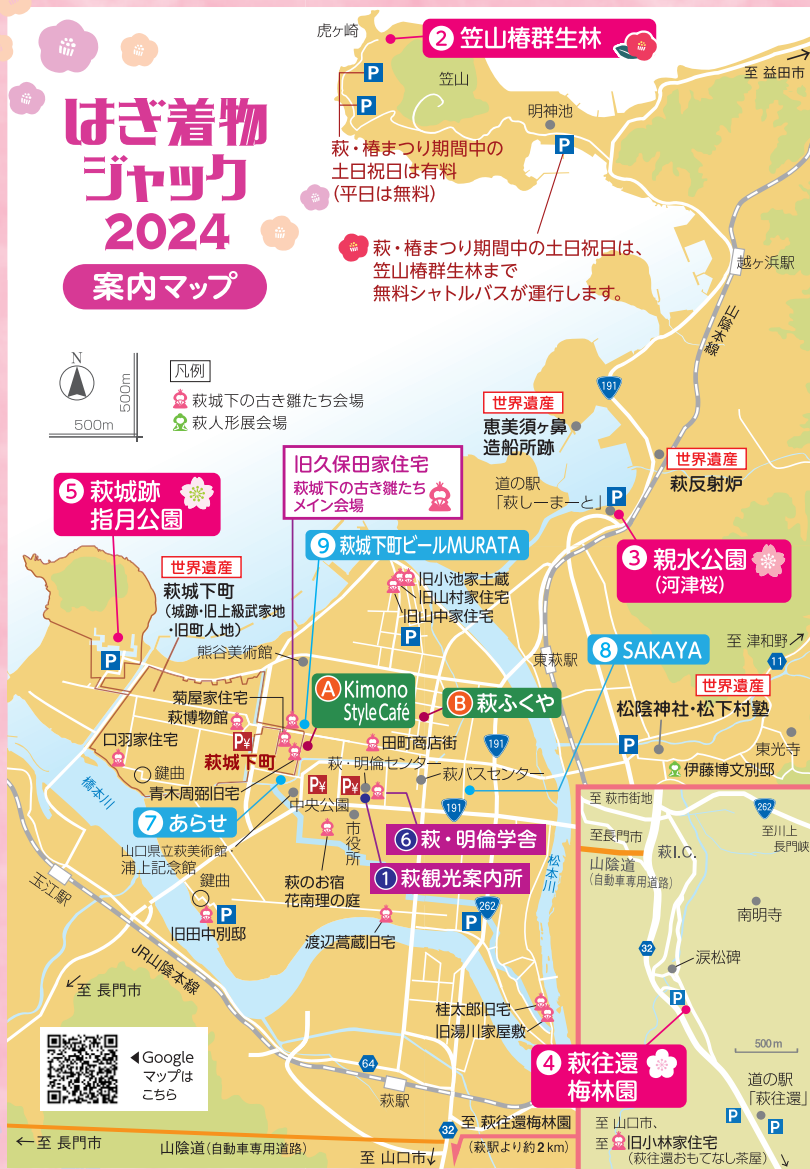 はぎ着物
ジャック
2024
案内マップ
虎ヶ崎
② 笠山椿群生林
笠山
至 益田市
P
P
明神池
P
萩・椿まつり期間中の
土日祝日は有料
(平日は無料)
萩・椿まつり期間中の土日祝日は、
笠山椿群生林まで
無料シャトルバスが運行します。
越ヶ浜駅
山陰本線
N
500m
500m
凡例
萩城下の古き雛たち会場
萩人形展会場
191
世界遺産
恵美須ヶ鼻
造船所跡
世界遺産
萩反射炉
道の駅
「萩しーまーと」
P
③ 親水公園
(河津桜)
旧久保田家住宅
萩城下の古き雛たち
メイン会場
⑤ 萩城跡
指月公園
⑨ 萩城下町ビールMURATA
世界遺産
萩城下町
(城跡・旧上級武家地
・旧町人地)
P
旧小池家土蔵
旧山村家住宅
旧山中家住宅
P
熊谷美術館
東萩駅
⑧ SAKAYA
至 津和野
11
世界遺産
松陰神社・松下村塾
P
東光寺
伊藤博文別邸
菊屋家住宅
萩博物館
P¥
口羽家住宅
萩城下町
鍵曲
青木周弼旧宅
A Kimono
Style Café
B 萩ふくや
田町商店街
191
萩・明倫センター
萩バスセンター
P¥
P¥
中央公園
191
橋本川
⑦ あらせ
市役所
⑥ 萩・明倫学舎
① 萩観光案内所
山口県立萩美術館・
浦上記念館
鍵曲
P
旧田中別邸
萩のお宿
花南理の庭
渡辺蒿蔵旧宅
262
P
松本川
玉江駅
JR山陰本線
至 長門市
桂太郎旧宅
旧湯川家屋敷
至 萩市街地
262
至長門市
萩I.C.
至川上
長門峡
山陰道
(自動車専用道路)
南明寺
32
涙松碑
P
④ 萩往還
梅林園
500m
道の駅
「萩往還」
P
P
至 山口市、
至 旧小林家住宅
(萩往還おもてなし茶屋)
Google
マップは
こちら
64
萩駅
32
至 萩往還梅林園
(萩駅より約2km)
至 長門市
山陰道(自動車専用道路)
至 山口市